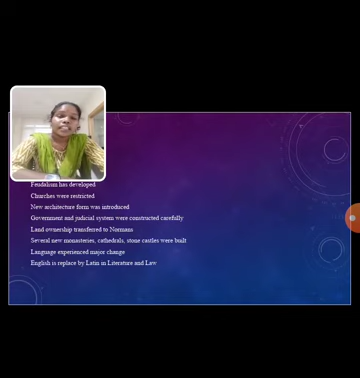 Feudalism has developed
Churches were restricted
New architecture form was introduced
Government and judicial system were constructed carefully
Land ownership transferred to Normans
Several new monasteries, cathedrals, stone castles were built
Language experienced major change
English is replace by Latin in Literature and Law